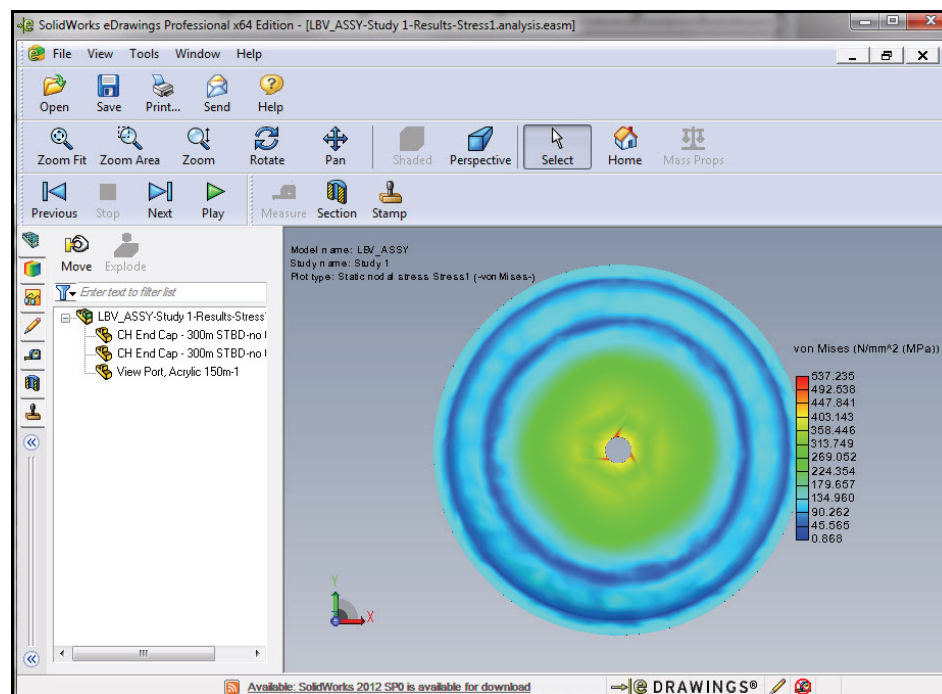 SolidWorks eDrawings Professional x64 Edition - [LBV_ASSY-Study 1-Results-Stress1.analysis.easm]
File View Tools Window Help
Open Save Print... Send Help
Zoom Fit Zoom Area Zoom Rotate Pan Shaded Perspective Select Home Mass Props
Previous Stop Next Play Measure Section Stamp
Move Explode
Enter text to filter list
LBV_ASSY-Study 1-Results-Stress
CH End Cap - 300m STBD-no
CH End Cap - 300m STBD-no
View Port, Acrylic 150m-1
Model name: LBV_ASSY
Study name: Study 1
Plot type: Static nodal stress Stress1 (-von Mises-)
von Mises (N/mm^2 (MPa))
537.235
492.538
447.841
403.143
358.446
313.749
269.052
224.354
179.657
134.960
90.262
45.565
0.868
Y
X
Available: SolidWorks 2012 SP0 is available for download
eDRAWINGS®